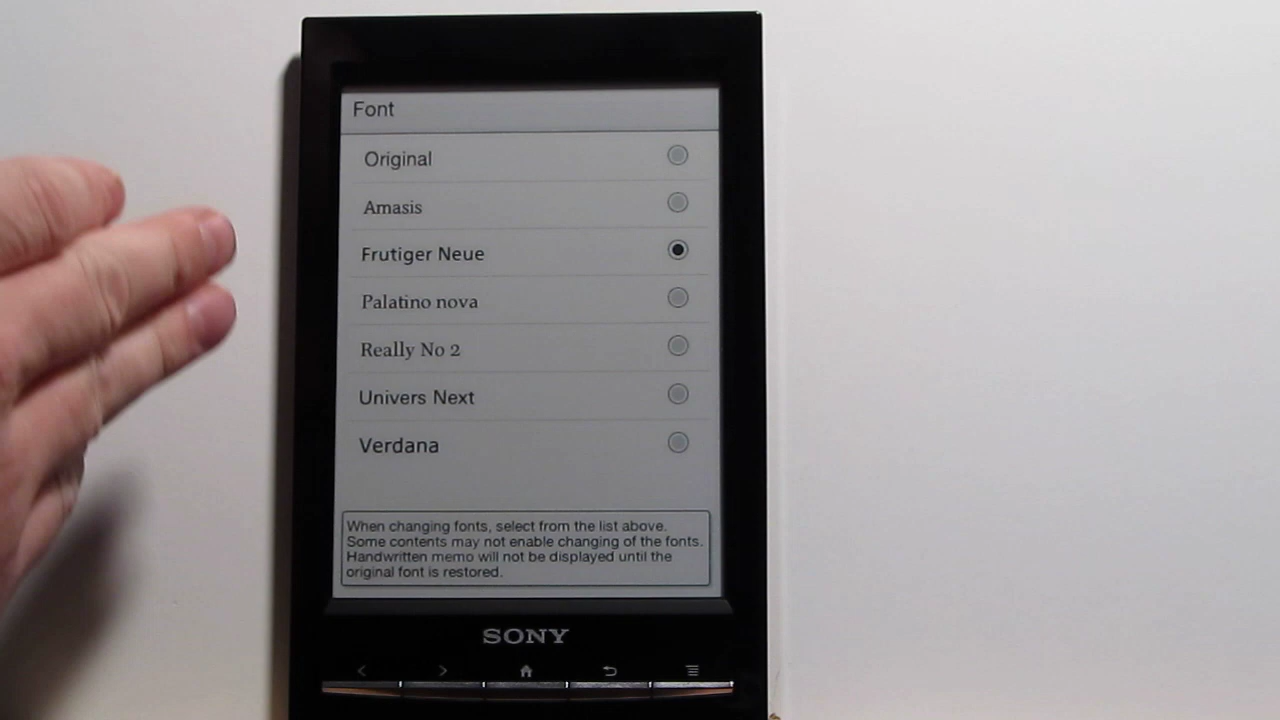 Font
Original
Amasis
Frutiger Neue
Palatino nova
Really No 2
Univers Next
Verdana
When changing fonts, select from the list above.
Some contents may not enable changing of the fonts.
Handwritten memo will not be displayed until the
original font is restored.
SONY